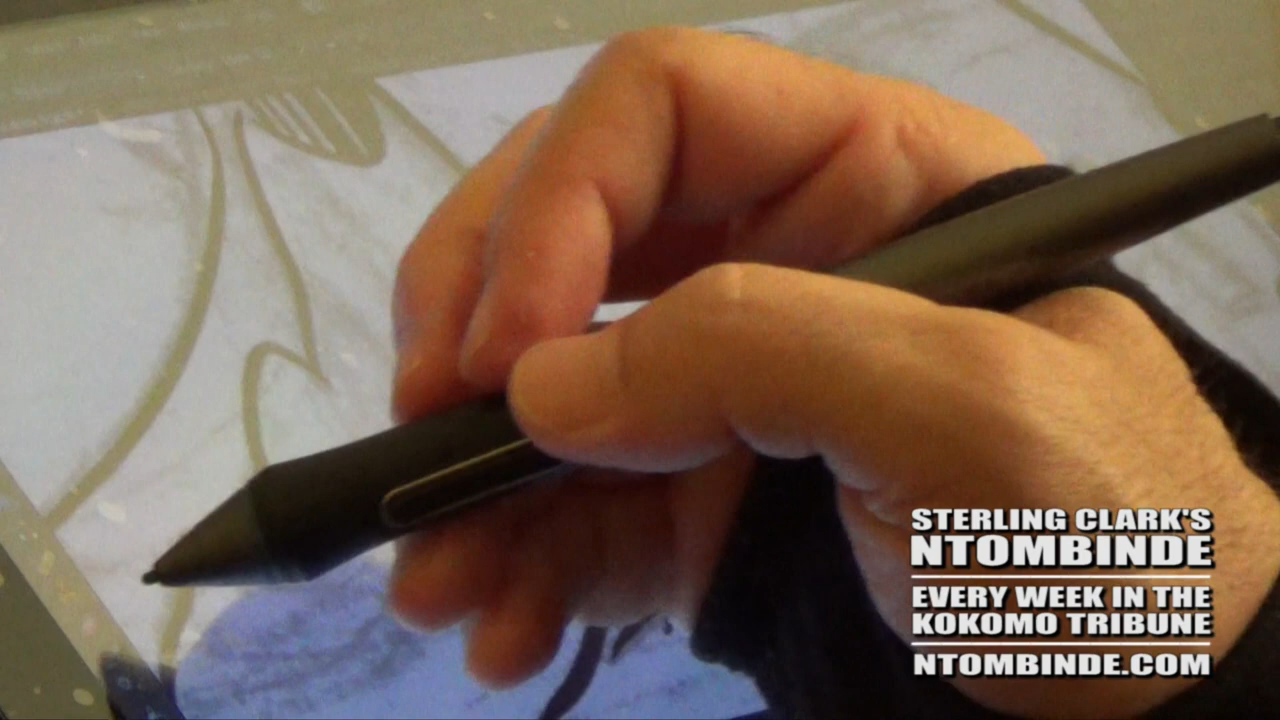 STERLING CLARK'S
NTOMBINDE
EVERY WEEK IN THE
KOKOMO TRIBUNE
NTOMBINDE.COM